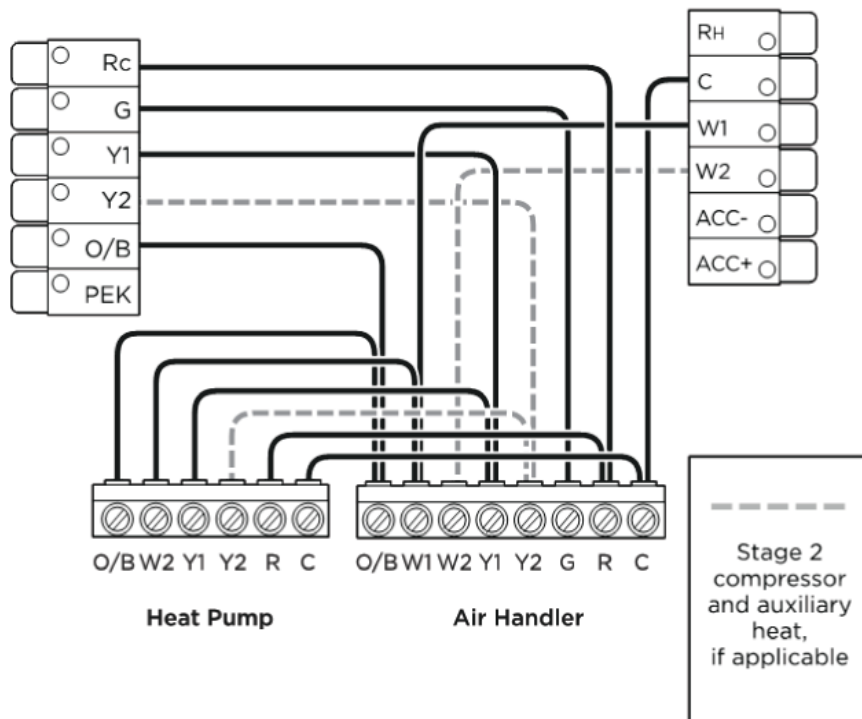 Rc
G
Y1
Y2
O/B
PEK
RH
C
W1
W2
ACC-
ACC+
O/B W2 Y1 Y2 R C
Heat Pump
O/B W1 W2 Y1 Y2 G R C
Air Handler
Stage 2
compressor
and auxiliary
heat,
if applicable